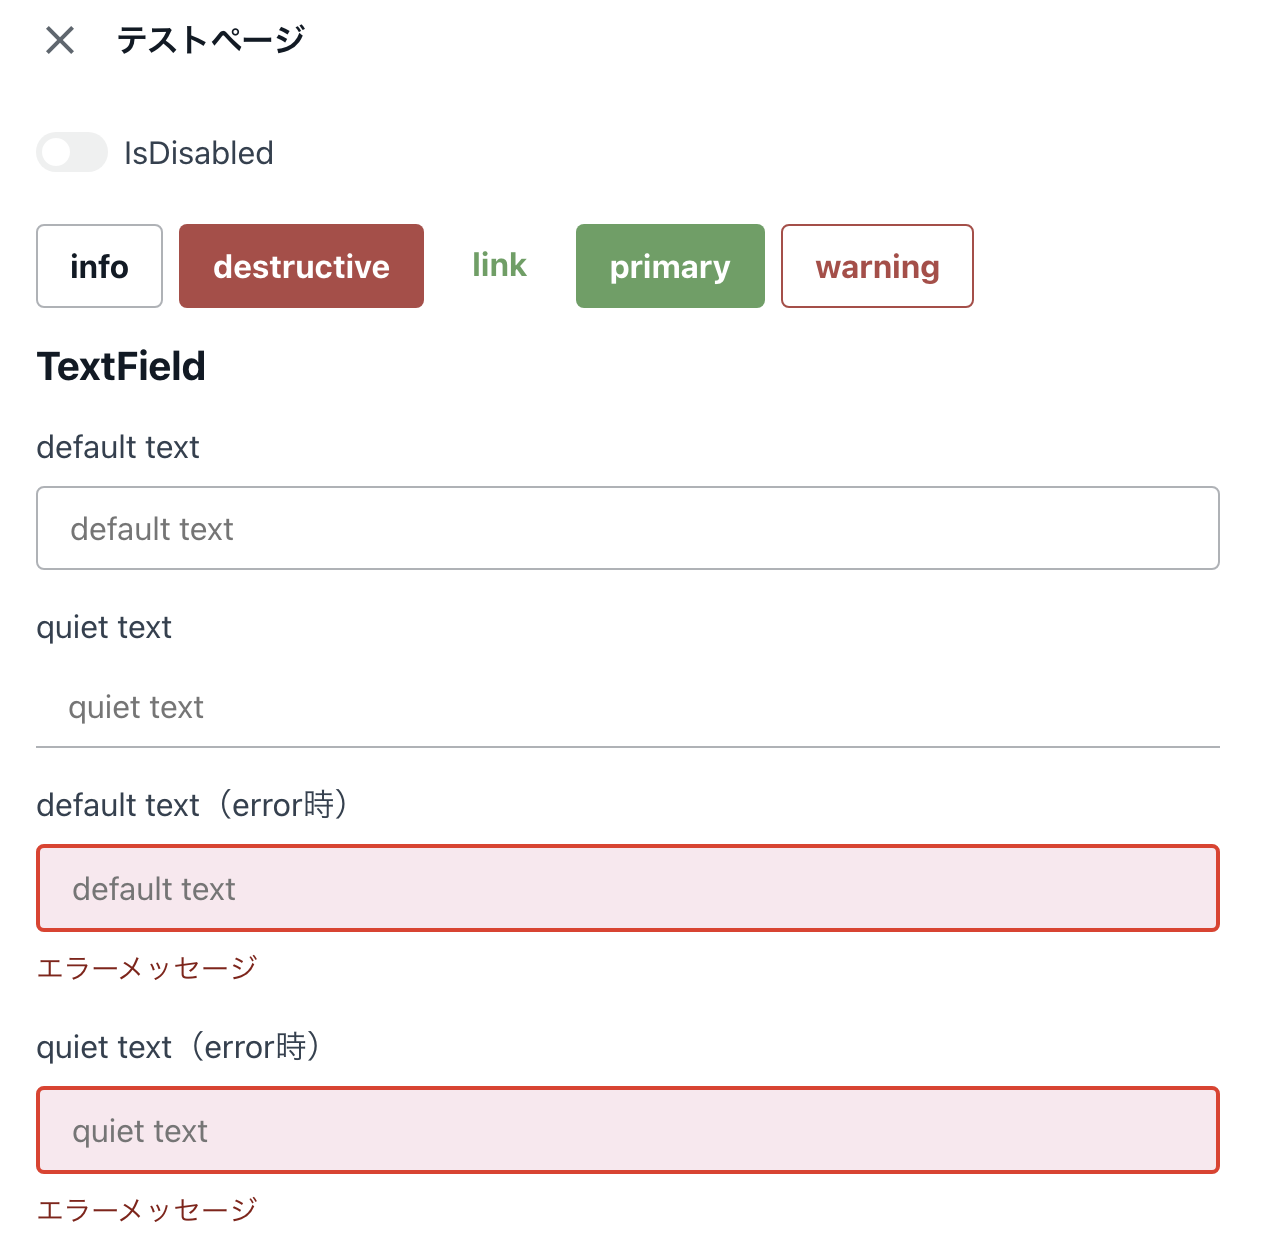 テストページ
IsDisabled
info destructive link primary warning
TextField
default text
default text
quiet text
quiet text
default text（error時）
default text
エラーメッセージ
quiet text（error時）
quiet text
エラーメッセージ